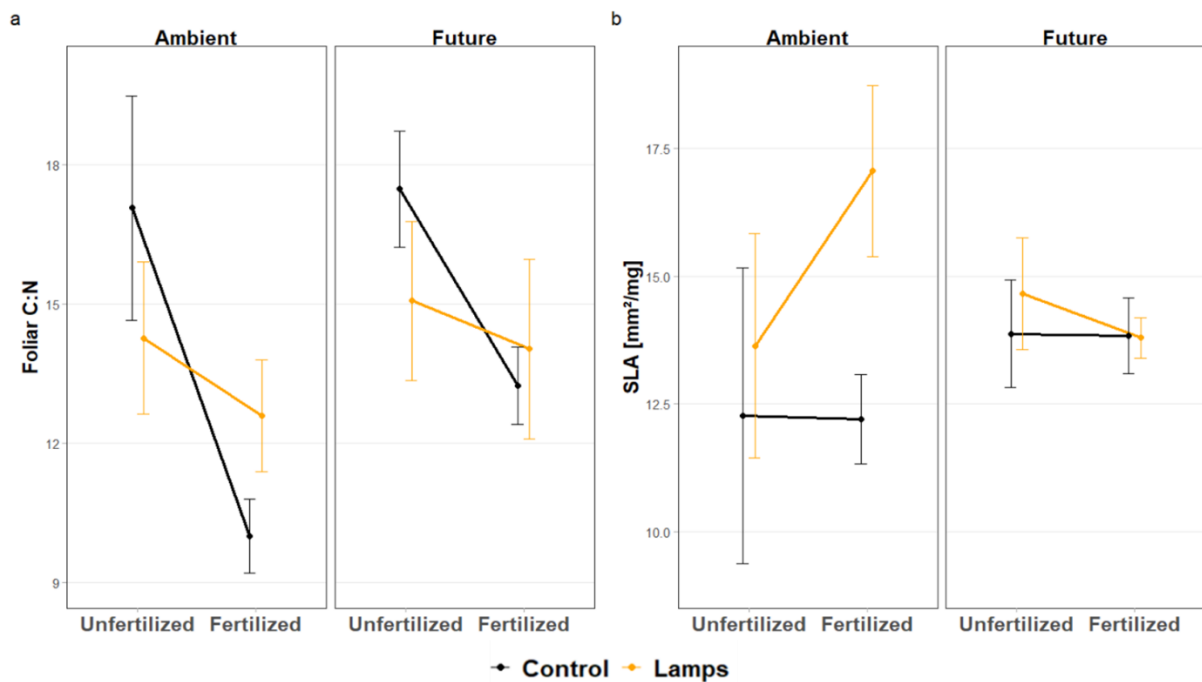 a
Ambient
Future
Foliar C:N
18
15
12
9
Unfertilized Fertilized
Unfertilized Fertilized
b
Ambient
Future
SLA [mm²/mg]
17.5
15.0
12.5
10.0
Unfertilized Fertilized
Unfertilized Fertilized
Control Lamps